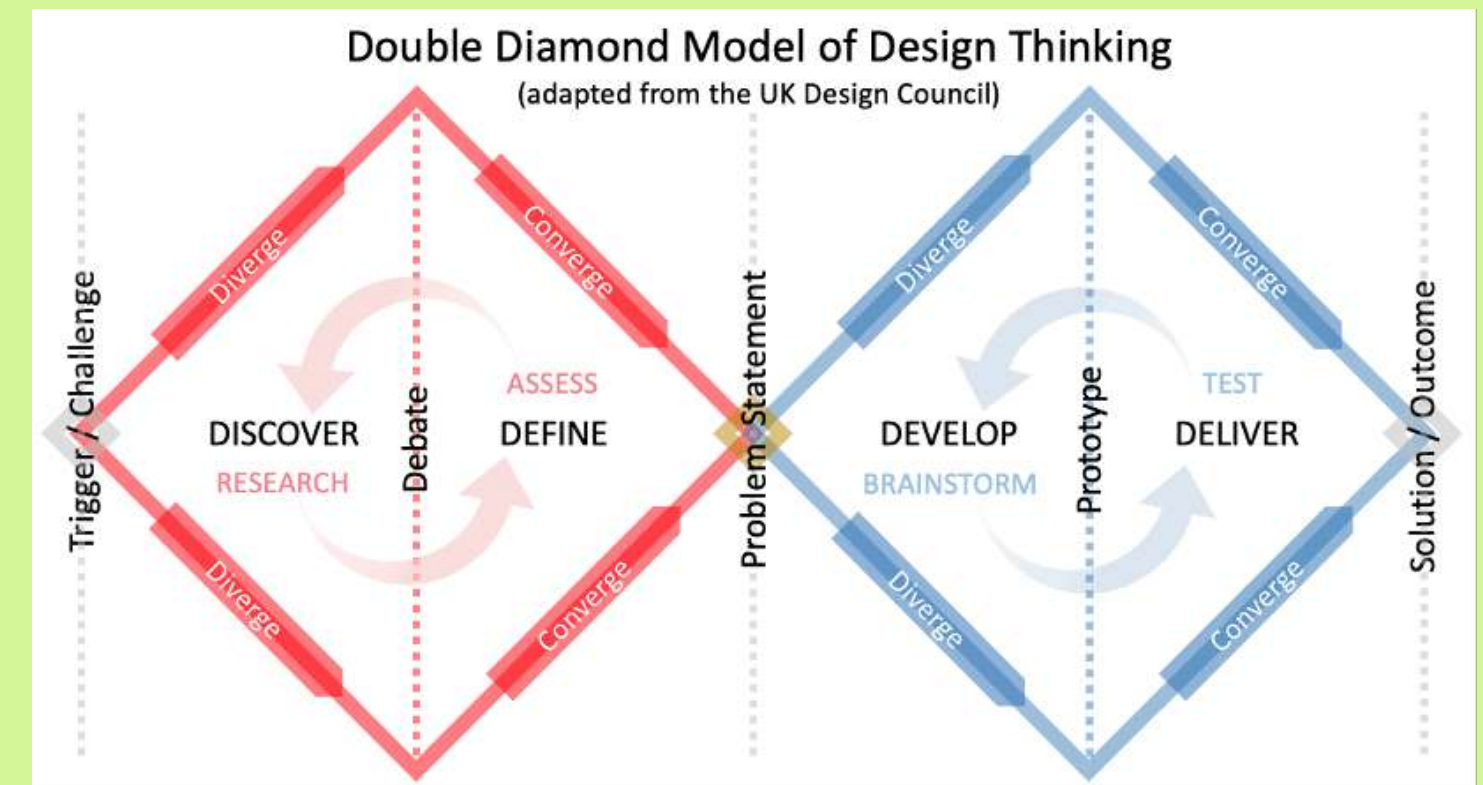 Double Diamond Model of Design Thinking
(adapted from the UK Design Council)
Trigger / Challenge
Diverge
Diverge
DISCOVER
RESEARCH
Debate
Converge
ASSESS
DEFINE
Converge
Problem Statement
Diverge
DEVELOP
BRAINSTORM
Diverge
Prototype
Converge
TEST
DELIVER
Converge
Solution / Outcome